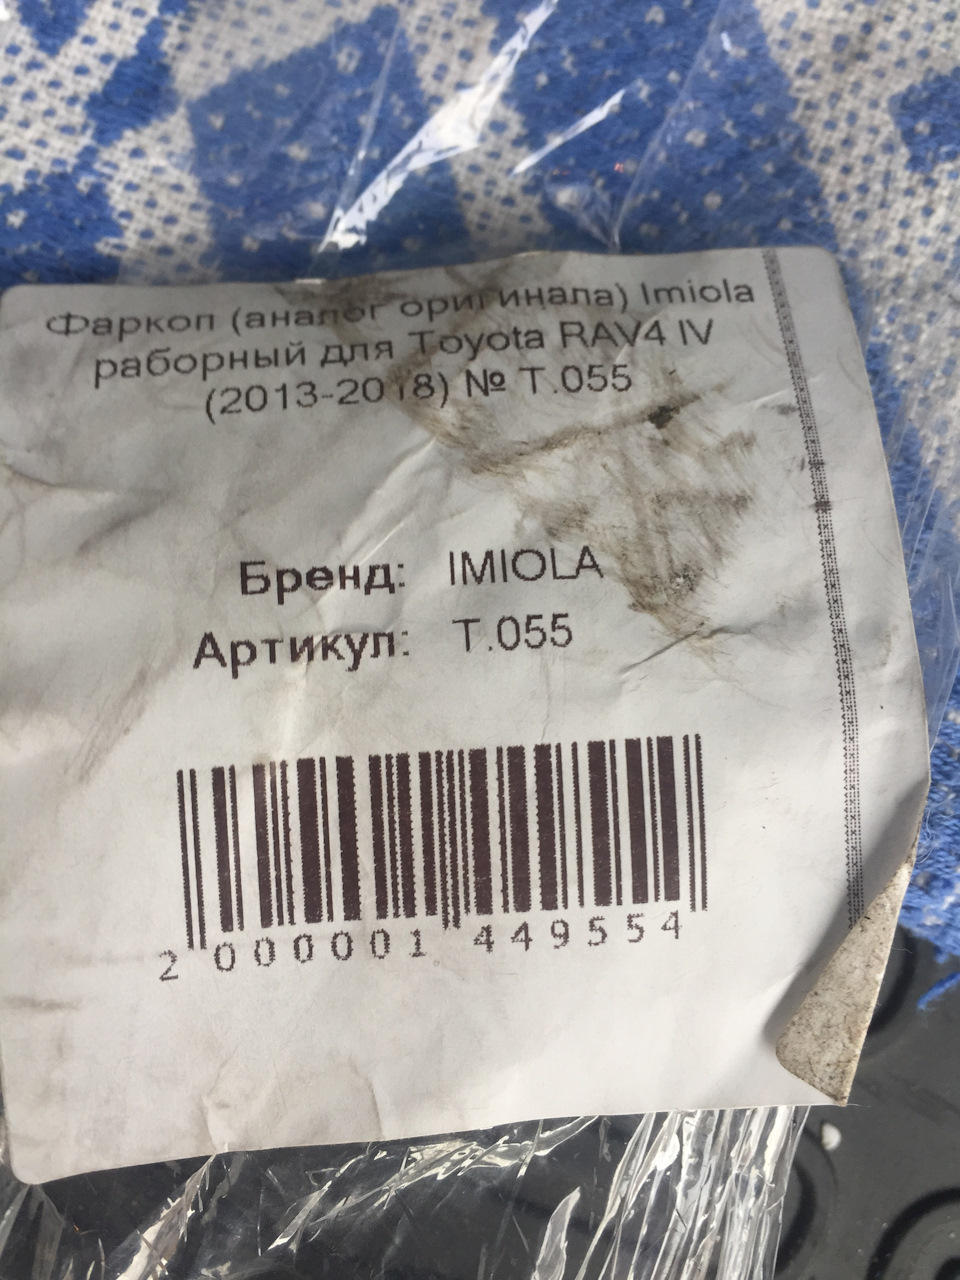 Фаркоп (аналог оригинала) Imiola
раборный для Toyota RAV4 IV
(2013-2018) № T.055
Бренд: IMIOLA
Артикул: T.055
2 000001 449554